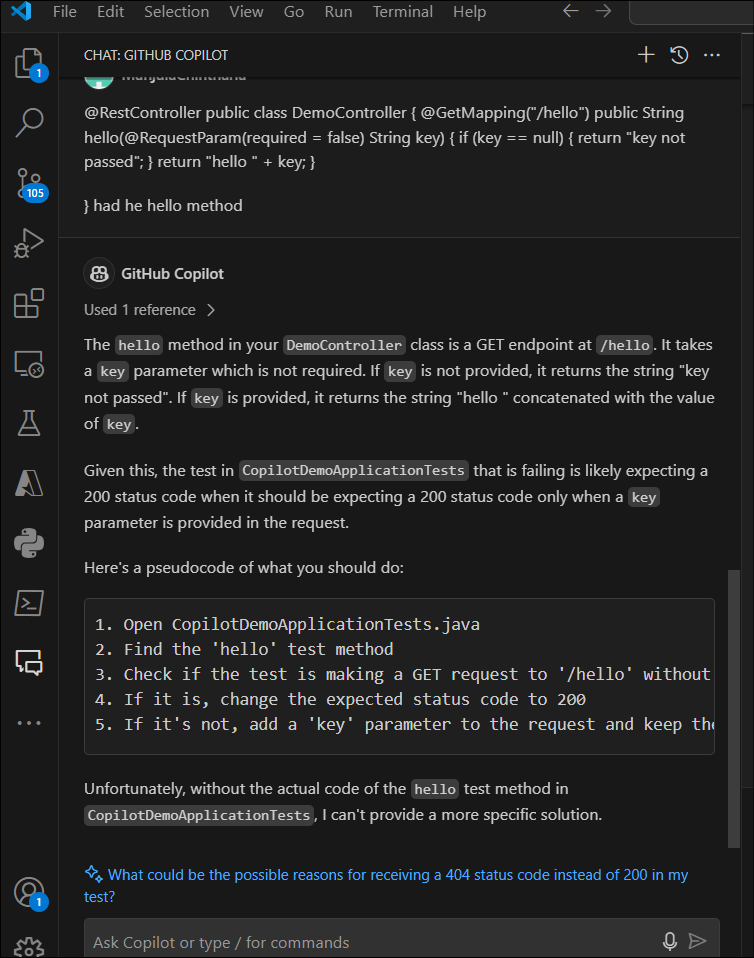 File Edit Selection View Go Run Terminal Help
1
CHAT: GITHUB COPILOT
@RestController public class DemoController { @GetMapping("/hello") public String
hello(@RequestParam(required = false) String key) { if (key == null) { return "key not
passed"; } return "hello " + key; }
105
} had he hello method
GitHub Copilot
Used 1 reference
The hello method in your DemoController class is a GET endpoint at /hello. It takes
a key parameter which is not required. If key is not provided, it returns the string "key
not passed". If key is provided, it returns the string "hello " concatenated with the value
of key.
Given this, the test in CopilotDemoApplicationTests that is failing is likely expecting a
200 status code when it should be expecting a 200 status code only when a key
parameter is provided in the request.
Here's a pseudocode of what you should do:
1. Open CopilotDemoApplicationTests.java
2. Find the 'hello' test method
3. Check if the test is making a GET request to '/hello' without
4. If it is, change the expected status code to 200
5. If it's not, add a 'key' parameter to the request and keep the
Unfortunately, without the actual code of the hello test method in
CopilotDemoApplicationTests, I can't provide a more specific solution.
What could be the possible reasons for receiving a 404 status code instead of 200 in my
test?
1
Ask Copilot or type / for commands